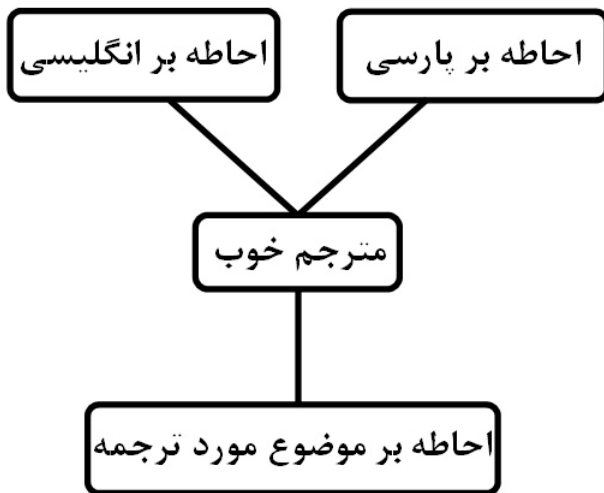 احاطه بر پارسی
احاطه بر انگلیسی
مترجم خوب
احاطه بر موضوع مورد ترجمه